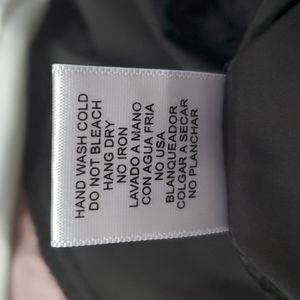 HAND WASH COLD
DO NOT BLEACH
HANG DRY
NO IRON
LAVADO A MANO
CON AGUA FRIA
NO USA
BLANQUEADOR
COLGAR A SECAR
NO PLANCHAR